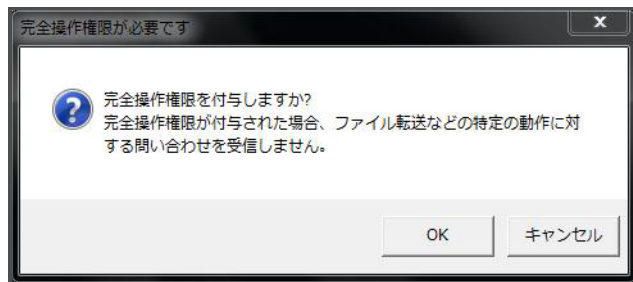 完全操作権限が必要です
完全操作権限を付与しますか?
完全操作権限が付与された場合、ファイル転送などの特定の動作に対
する問い合わせを受信しません。
OK
キャンセル